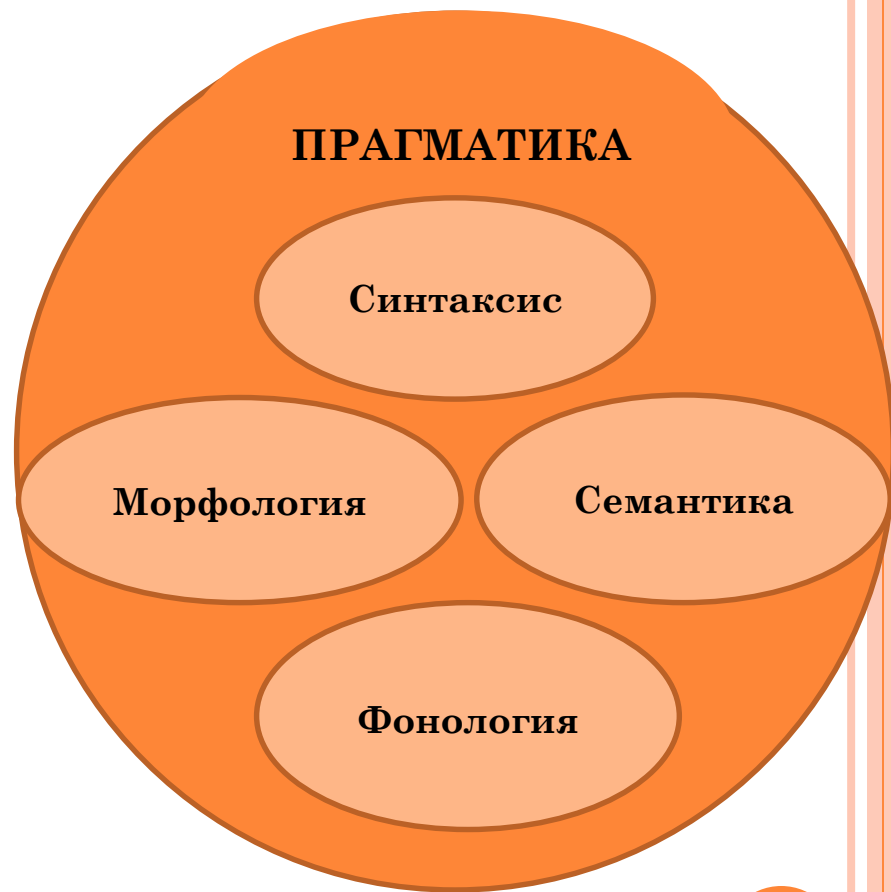 ПРАГМАТИКА
Синтаксис
Морфология
Семантика
Фонология